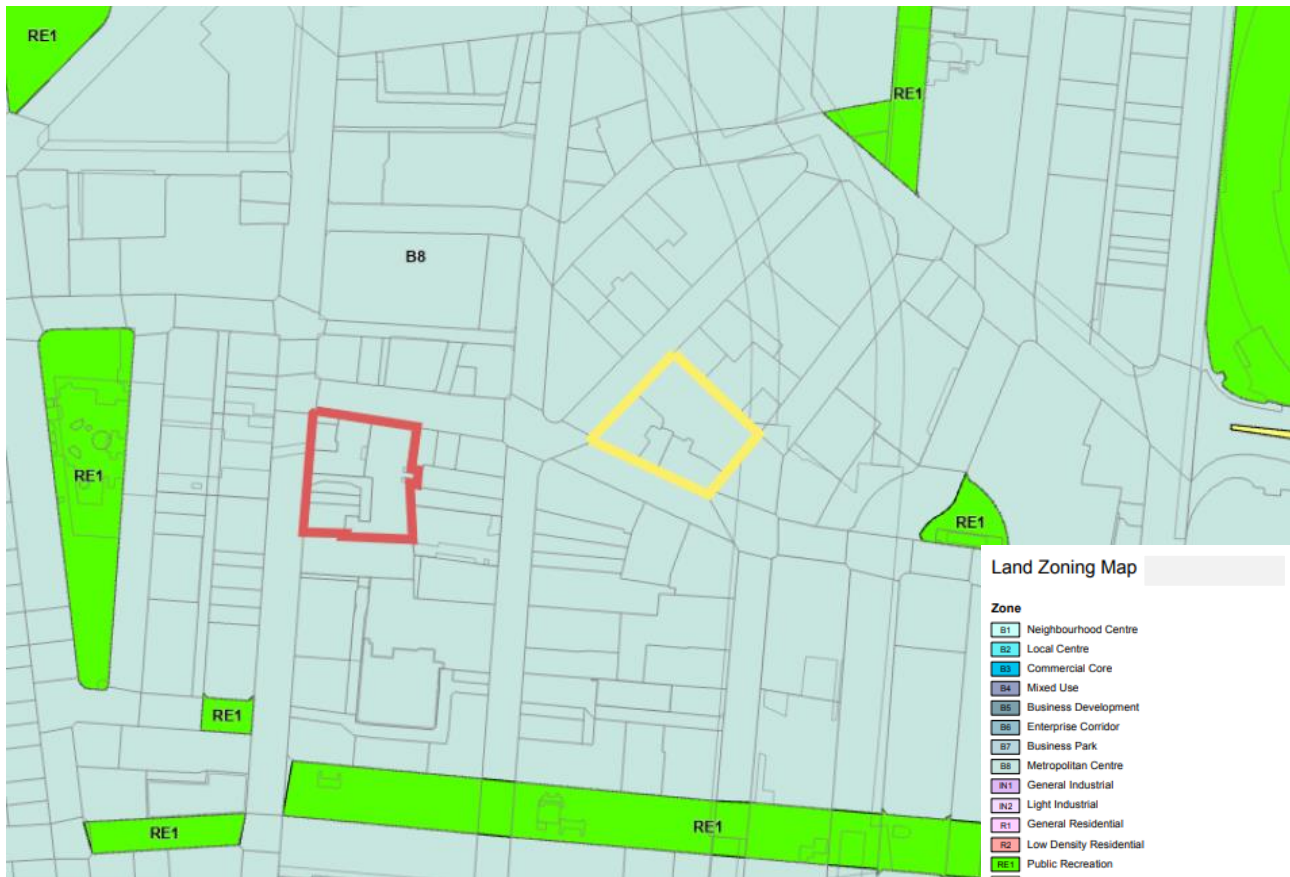 RE1
RE1
B8
RE1
RE1
RE1
RE1
RE1
Land Zoning Map
Zone
B1 Neighbourhood Centre
B2 Local Centre
B3 Commercial Core
B4 Mixed Use
B5 Business Development
B6 Enterprise Corridor
B7 Business Park
B8 Metropolitan Centre
IN1 General Industrial
IN2 Light Industrial
R1 General Residential
R2 Low Density Residential
RE1 Public Recreation